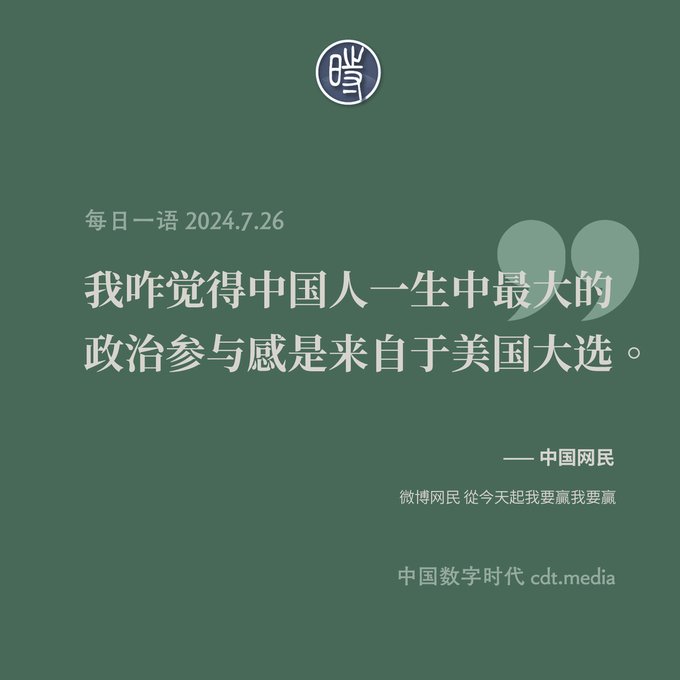 時
每日一语 2024.7.26
我咋觉得中国人一生中最大的
政治参与感是来自于美国大选。
—— 中国网民
微博网民 從今天起我要贏我要贏
中国数字时代 cdt.media